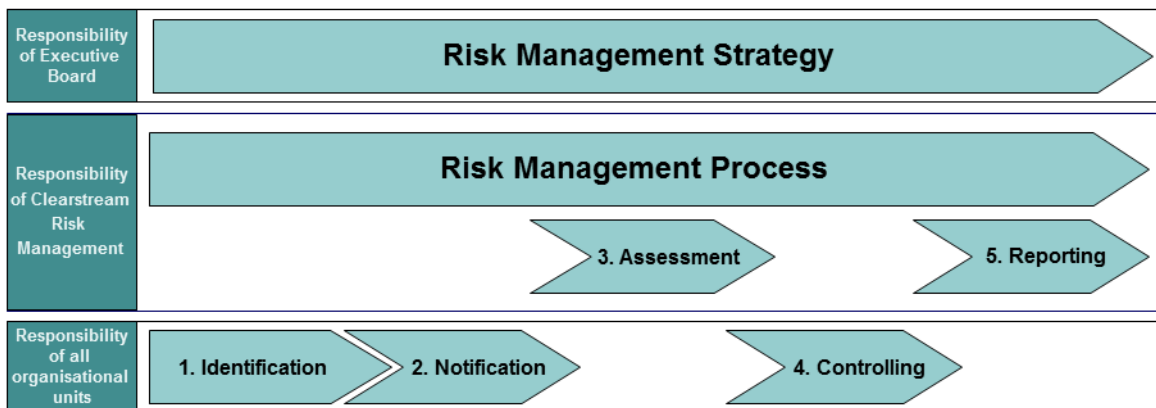 Responsibility
of Executive
Board
Risk Management Strategy
Responsibility
of Clearstream
Risk
Management
Risk Management Process
3. Assessment
5. Reporting
Responsibility
of all
organisational
units
1. Identification
2. Notification
4. Controlling